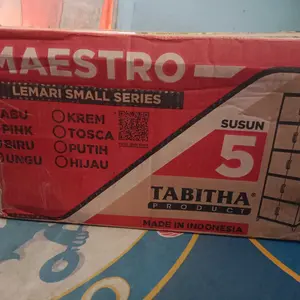 MAESTRO
LEMARI SMALL SERIES
ABU KREM
PINK TOSCA
BIRU PUTIH
UNGU HIJAU
SUSUN
5
TABITHA®
PRODUCT
MADE IN INDONESIA